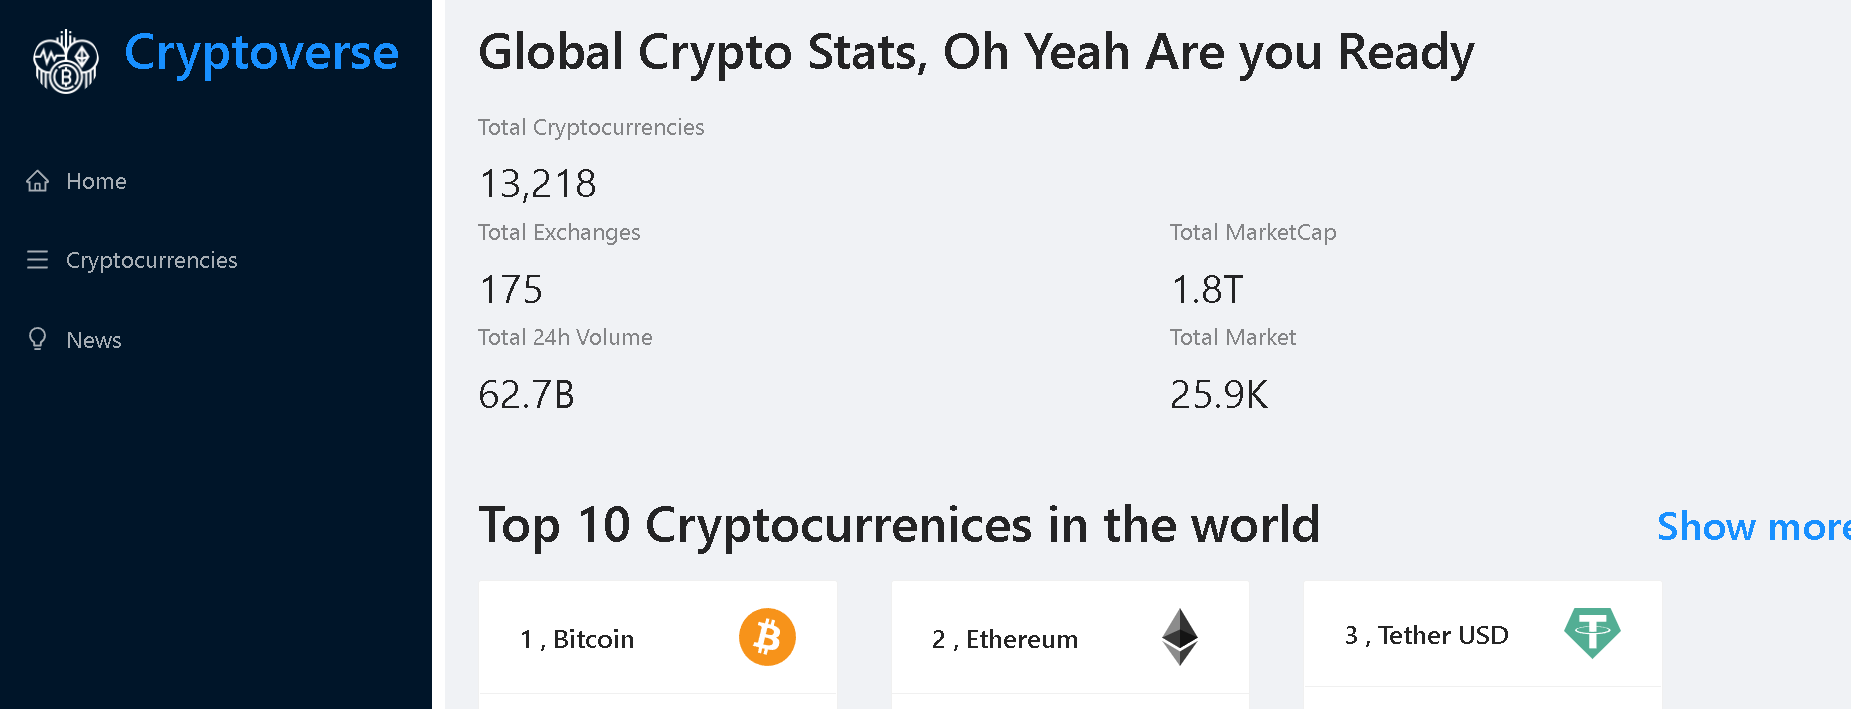 Cryptoverse
Home
Cryptocurrencies
News
Global Crypto Stats, Oh Yeah Are you Ready
Total Cryptocurrencies
13,218
Total Exchanges
175
Total MarketCap
1.8T
Total 24h Volume
62.7B
Total Market
25.9K
Top 10 Cryptocurrenices in the world
Show more
1 , Bitcoin
2 , Ethereum
3 , Tether USD